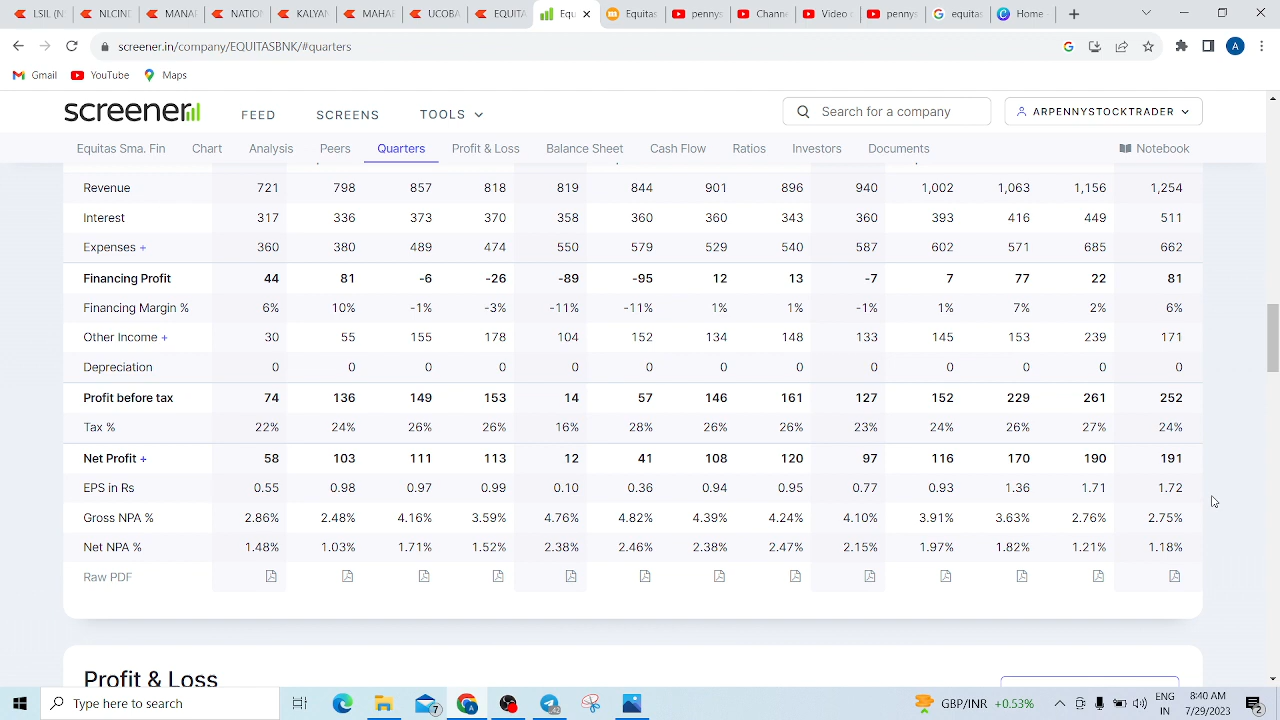 LSIL (N
NLCINE
MANAP
NATION
KALYAN
MAHAB
UCOBA
EQUITA
Equ
Equitas
pennys
Channe
Video c
pennys
equitas
Home
screener.in/company/EQUITASBNK/#quarters
A
Gmail
YouTube
Maps
screener
FEED
SCREENS
TOOLS
Search for a company
ARPENNYSTOCKTRADER
Equitas Sma. Fin Chart Analysis Peers Quarters Profit & Loss Balance Sheet Cash Flow Ratios Investors Documents Notebook
Revenue 721 798 857 818 819 844 901 896 940 1,002 1,063 1,156 1,254
Interest 317 336 373 370 358 360 360 343 360 393 416 449 511
Expenses + 360 380 489 474 550 579 529 540 587 602 571 685 662
Financing Profit 44 81 -6 -26 -89 -95 12 13 -7 7 77 22 81
Financing Margin % 6% 10% -1% -3% -11% -11% 1% 1% -1% 1% 7% 2% 6%
Other Income + 30 55 155 178 104 152 134 148 133 145 153 239 171
Depreciation 0 0 0 0 0 0 0 0 0 0 0 0 0
Profit before tax 74 136 149 153 14 57 146 161 127 152 229 261 252
Tax % 22% 24% 26% 26% 16% 28% 26% 26% 23% 24% 26% 27% 24%
Net Profit + 58 103 111 113 12 41 108 120 97 116 170 190 191
EPS in Rs 0.55 0.98 0.97 0.99 0.10 0.36 0.94 0.95 0.77 0.93 1.36 1.71 1.72
Gross NPA % 2.86% 2.48% 4.16% 3.59% 4.76% 4.82% 4.39% 4.24% 4.10% 3.91% 3.63% 2.76% 2.75%
Net NPA % 1.48% 1.03% 1.71% 1.52% 2.38% 2.46% 2.38% 2.47% 2.15% 1.97% 1.82% 1.21% 1.18%
Raw PDF
Profit & Loss
Type here to search
7
GBP/INR +0.53%
ENG
IN
8:40 AM
7/29/2023
2